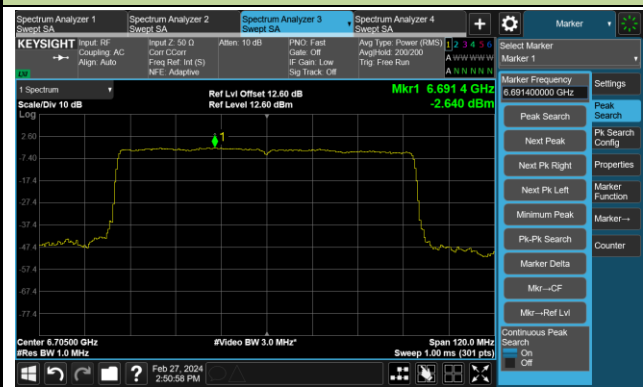 Spectrum Analyzer 1
Swept SA
Spectrum Analyzer 2
Swept SA
Spectrum Analyzer 3
Swept SA
Spectrum Analyzer 4
Swept SA
+
Marker
KEYSIGHT
Input: RF
Coupling: AC
Align: Auto
Input Z: 50 Ω
Corr CCorr
Freq Ref: Int (S)
NFE: Adaptive
Atten: 10 dB
PNO: Fast
Gate: Off
IF Gain: Low
Sig Track: Off
Avg Type: Power (RMS)
Avg|Hold: 200/200
Trig: Free Run
1 2 3 4 5 6
A W W W W W
A N N N N N
LXI
Select Marker
Marker 1
1 Spectrum
Scale/Div 10 dB
Log
Ref Lvl Offset 12.60 dB
Ref Level 12.60 dBm
Mkr1 6.691 4 GHz
-2.640 dBm
2.60
-7.40
-17.4
-27.4
-37.4
-47.4
-57.4
-67.4
-77.4
1
Center 6.70500 GHz
#Res BW 1.0 MHz
#Video BW 3.0 MHz*
Span 120.0 MHz
Sweep 1.00 ms (301 pts)
Marker Frequency
6.691400000 GHz
Peak Search
Next Peak
Next Pk Right
Next Pk Left
Minimum Peak
Pk-Pk Search
Marker Delta
Mkr→CF
Mkr→Ref Lvl
Continuous Peak
Search
On
Off
Settings
Peak
Search
Pk Search
Config
Properties
Marker
Function
Marker→
Counter
?
Feb 27, 2024
2:50:58 PM